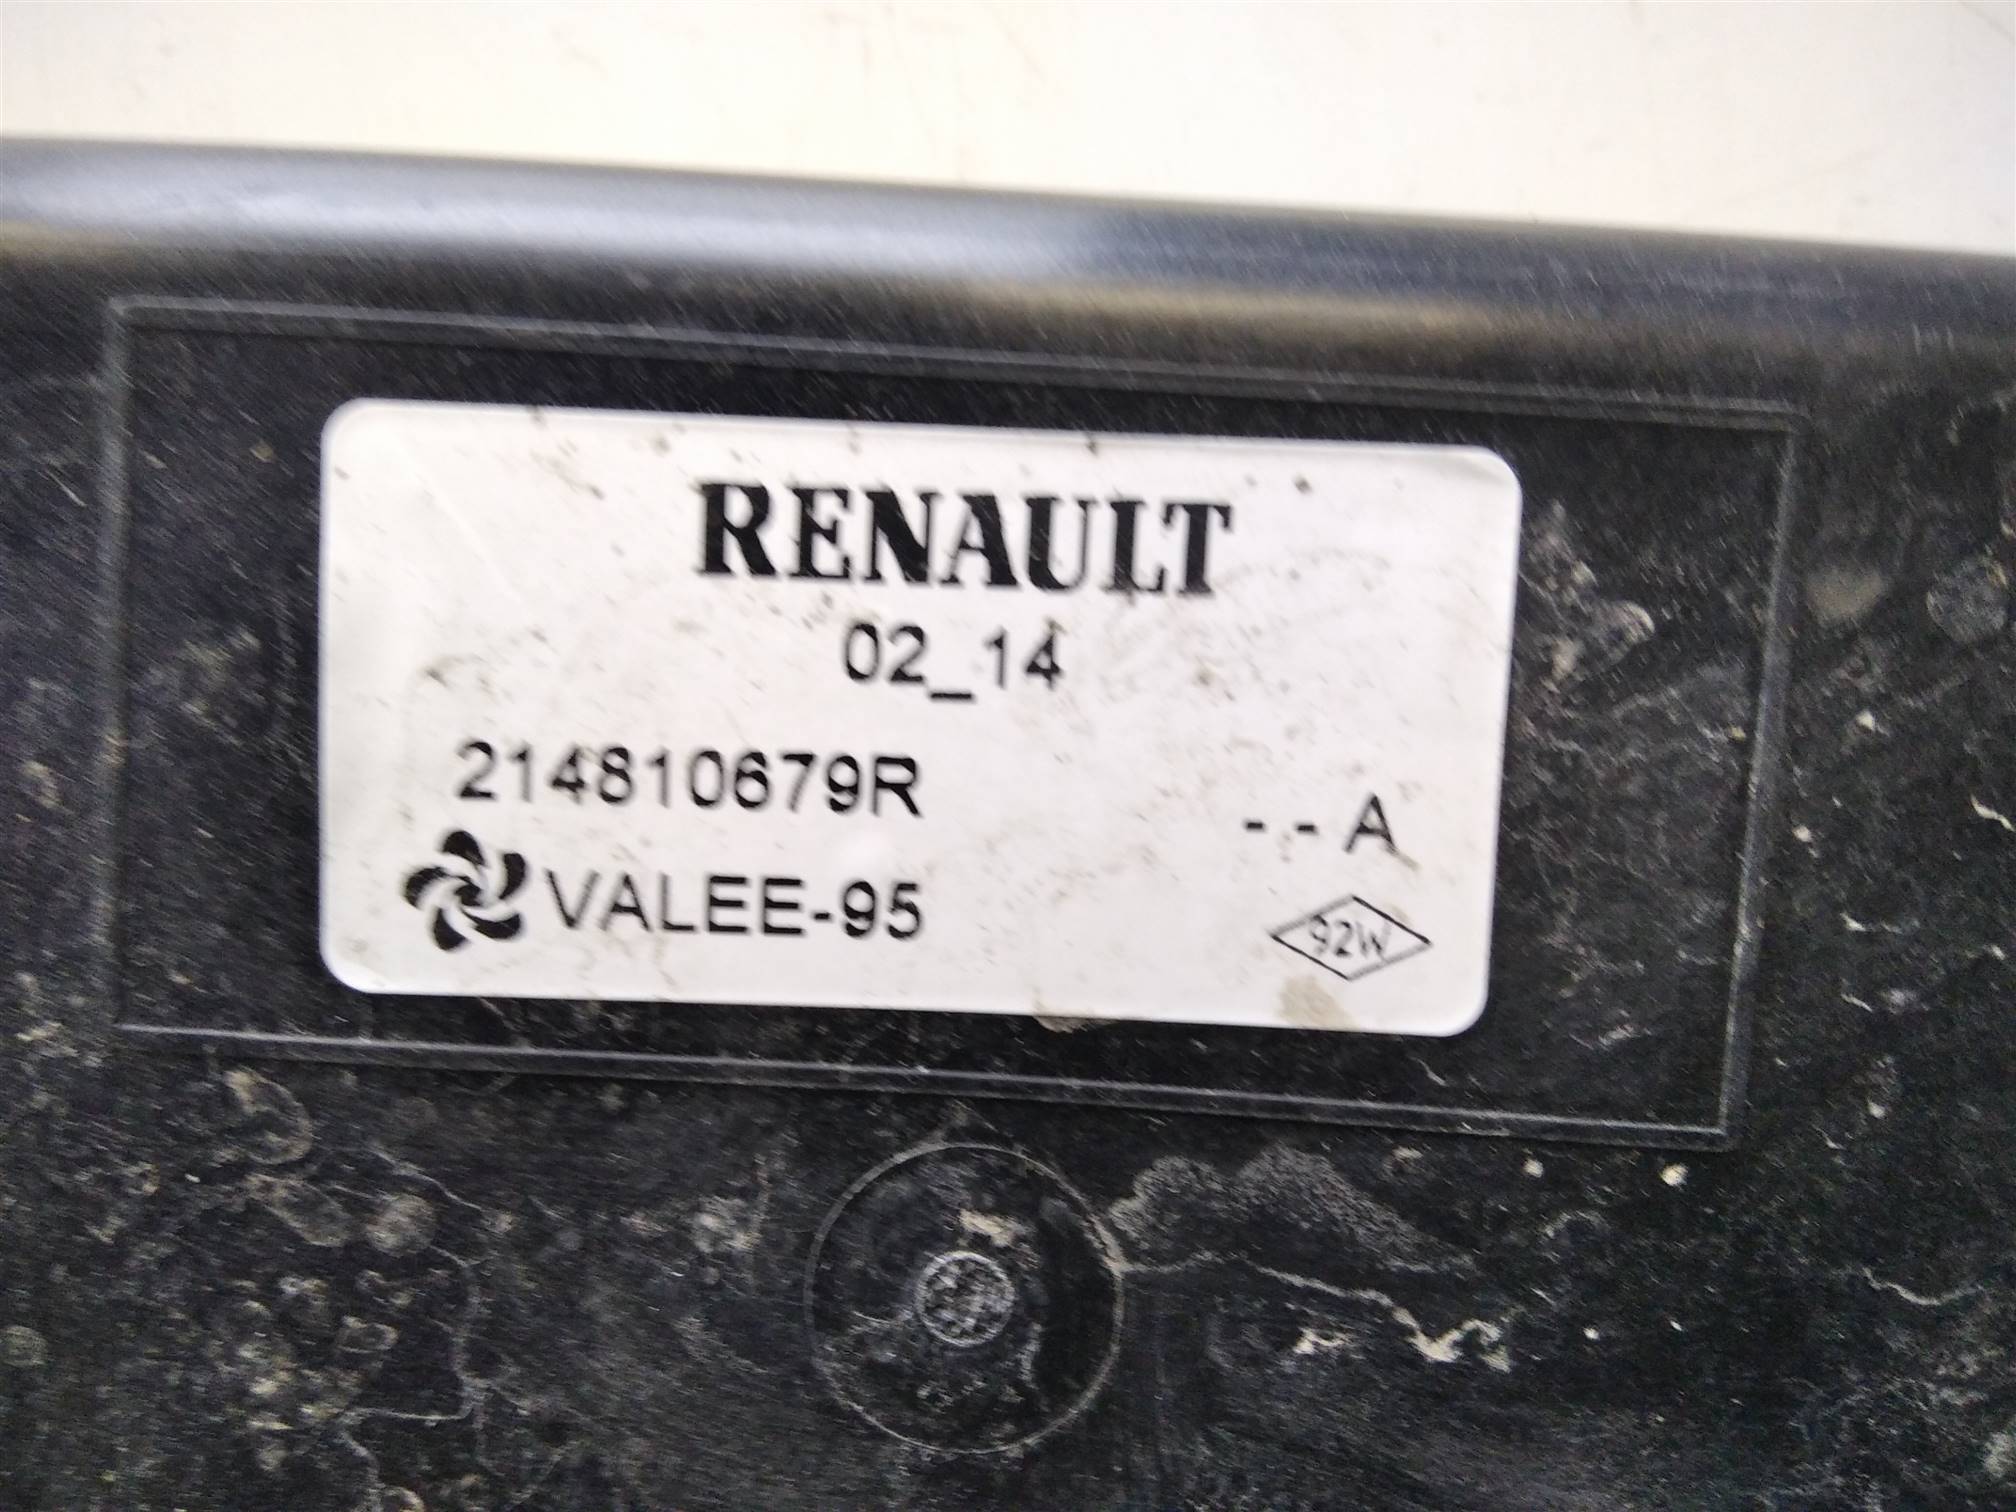 RENAULT
02_14
214810679R
- - A
VALEE-95
92W